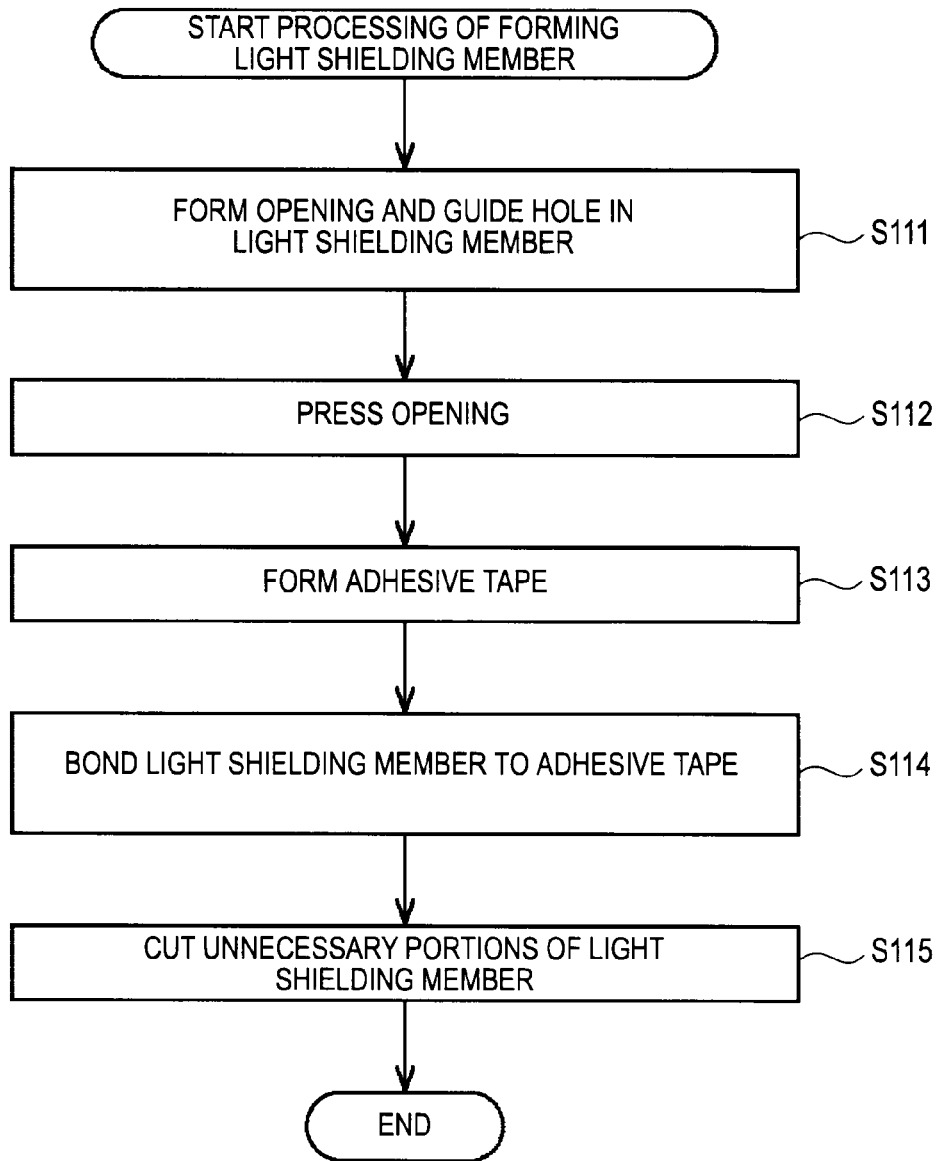 START PROCESSING OF FORMING
LIGHT SHIELDING MEMBER
FORM OPENING AND GUIDE HOLE IN
LIGHT SHIELDING MEMBER
S111
PRESS OPENING
S112
FORM ADHESIVE TAPE
S113
BOND LIGHT SHIELDING MEMBER TO ADHESIVE TAPE
S114
CUT UNNECESSARY PORTIONS OF LIGHT
SHIELDING MEMBER
S115
END